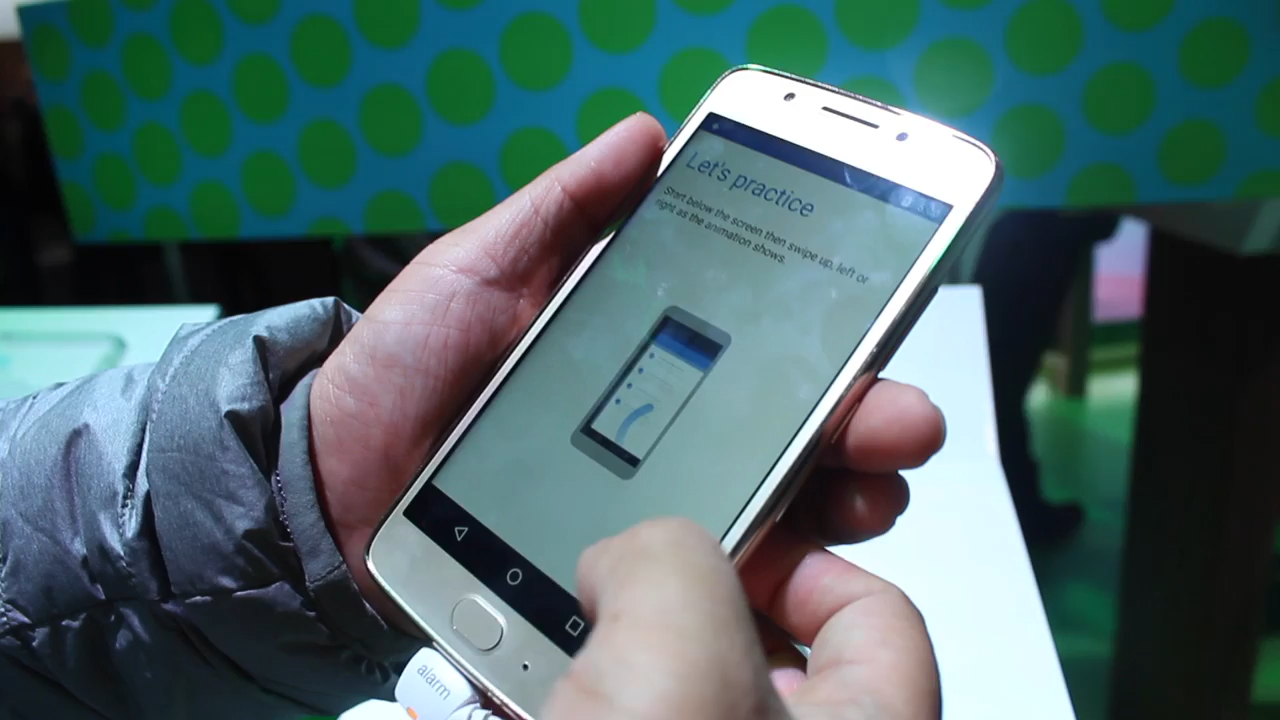 Let's practice
Start below the screen then swipe up, left or
right as the animation shows.
alarm